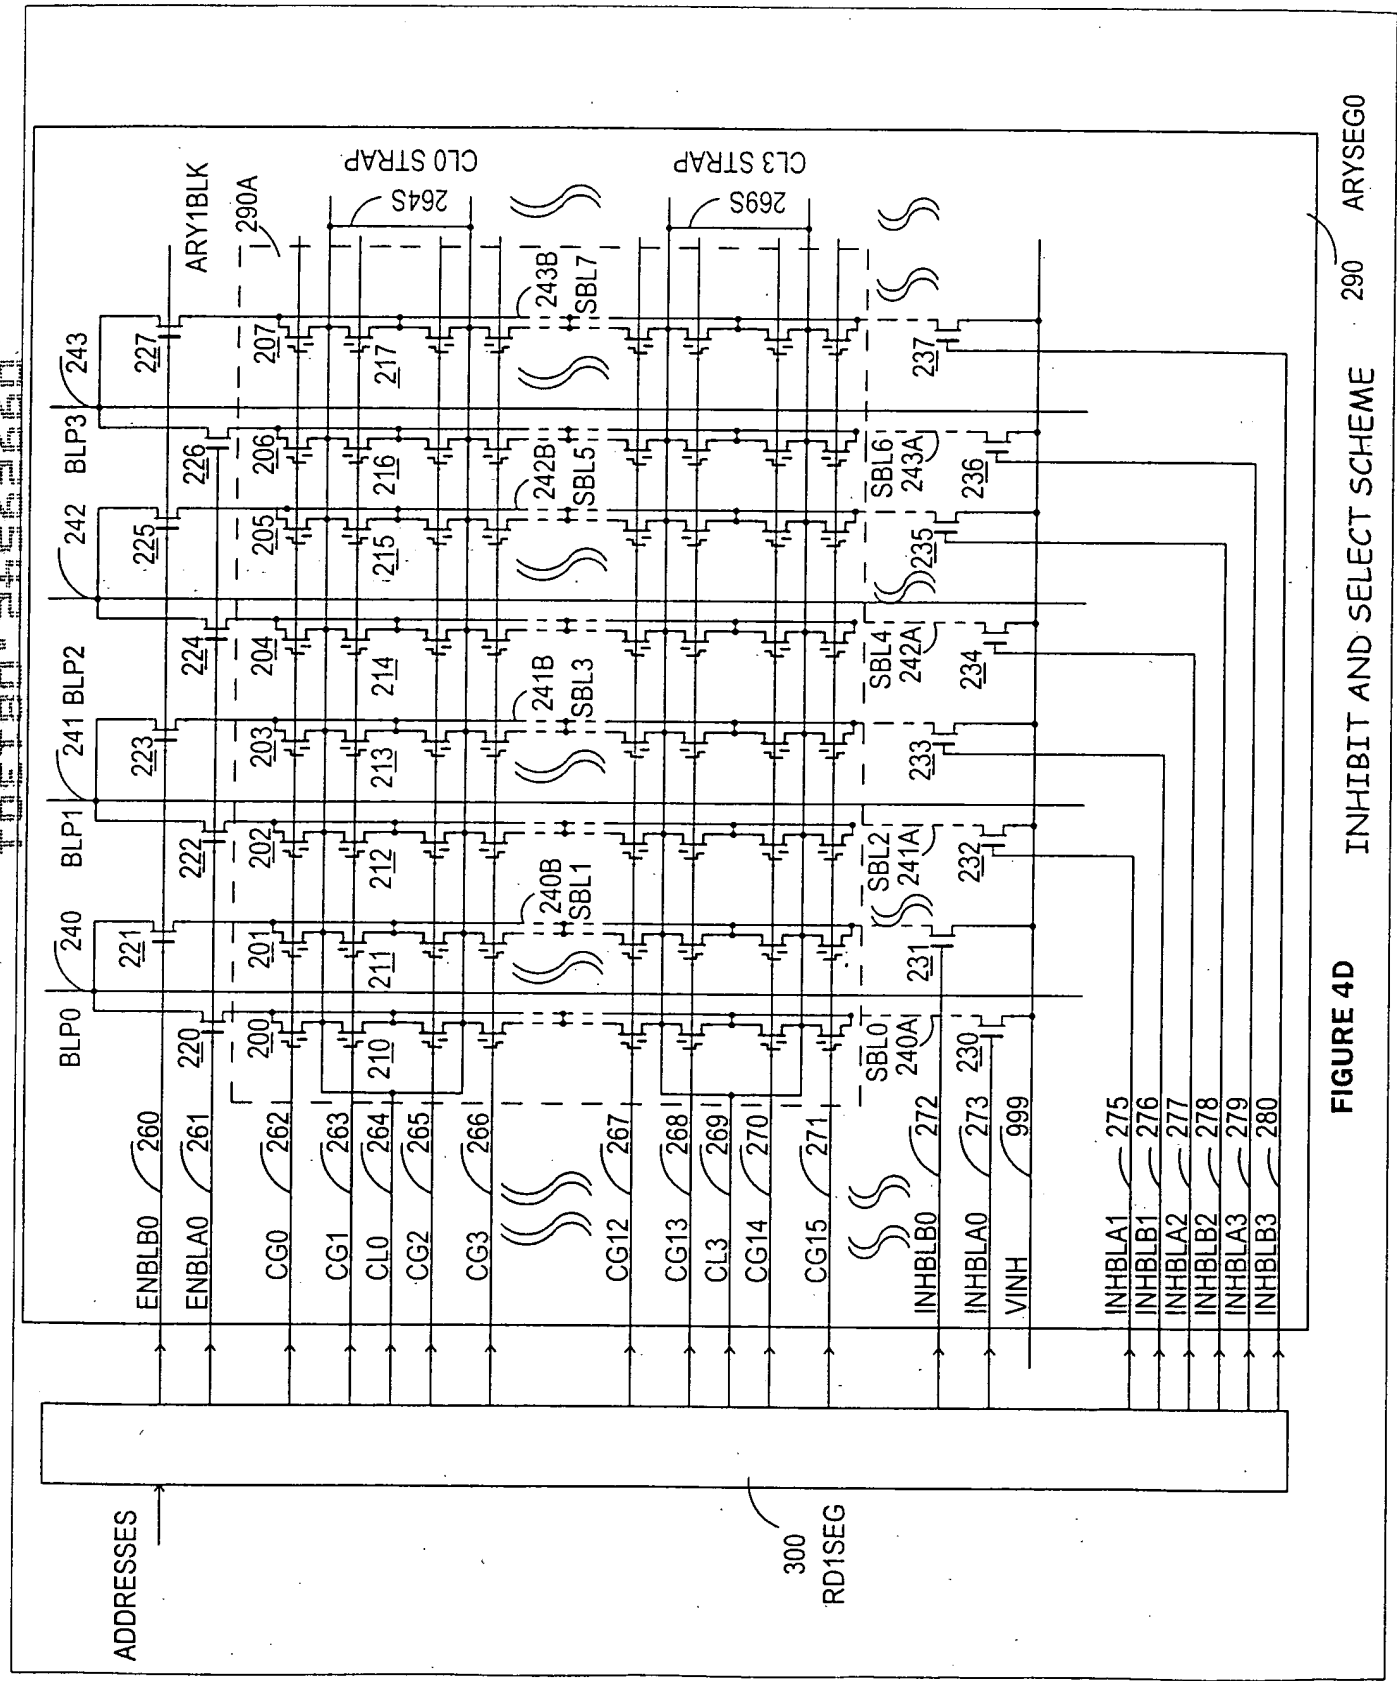 ADDRESSES
300
RD1SEG
ENBLB0 260
ENBLA0 261
CG0 262
CG1 263
CL0 264
CG2 265
CG3 266
CG12 267
CG13 268
CL3 269
CG14 270
CG15 271
INHBLB0 272
INHBLA0 273
VINH 999
INHBLA1 275
INHBLB1 276
INHBLA2 277
INHBLB2 278
INHBLA3 279
INHBLB3 280
BLP0 240 BLP1 241 BLP2 242 BLP3 243
221 223 225 227
220 222 224 226
ARY1BLK
290A
200 201 202 203 204 205 206 207
CL0 STRAP
264S
210 211 212 213 214 215 216 217
240B 241B 242B 243B
SBL1 SBL3 SBL5 SBL7
CL3 STRAP
269S
SBL0 SBL2 SBL4 SBL6
240A 241A 242A 243A
231 233 235 237
230 232 234 236
FIGURE 4D
INHIBIT AND SELECT SCHEME
290 ARYSEG0